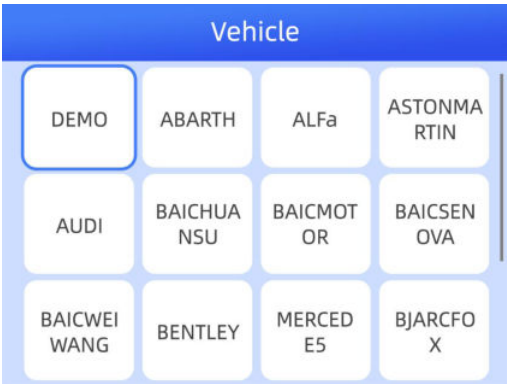 Vehicle
DEMO
ABARTH
ALFa
ASTONMA
RTIN
AUDI
BAICHUA
NSU
BAICMOT
OR
BAICSEN
OVA
BAICWEI
WANG
BENTLEY
MERCED
E5
BJARCFO
X